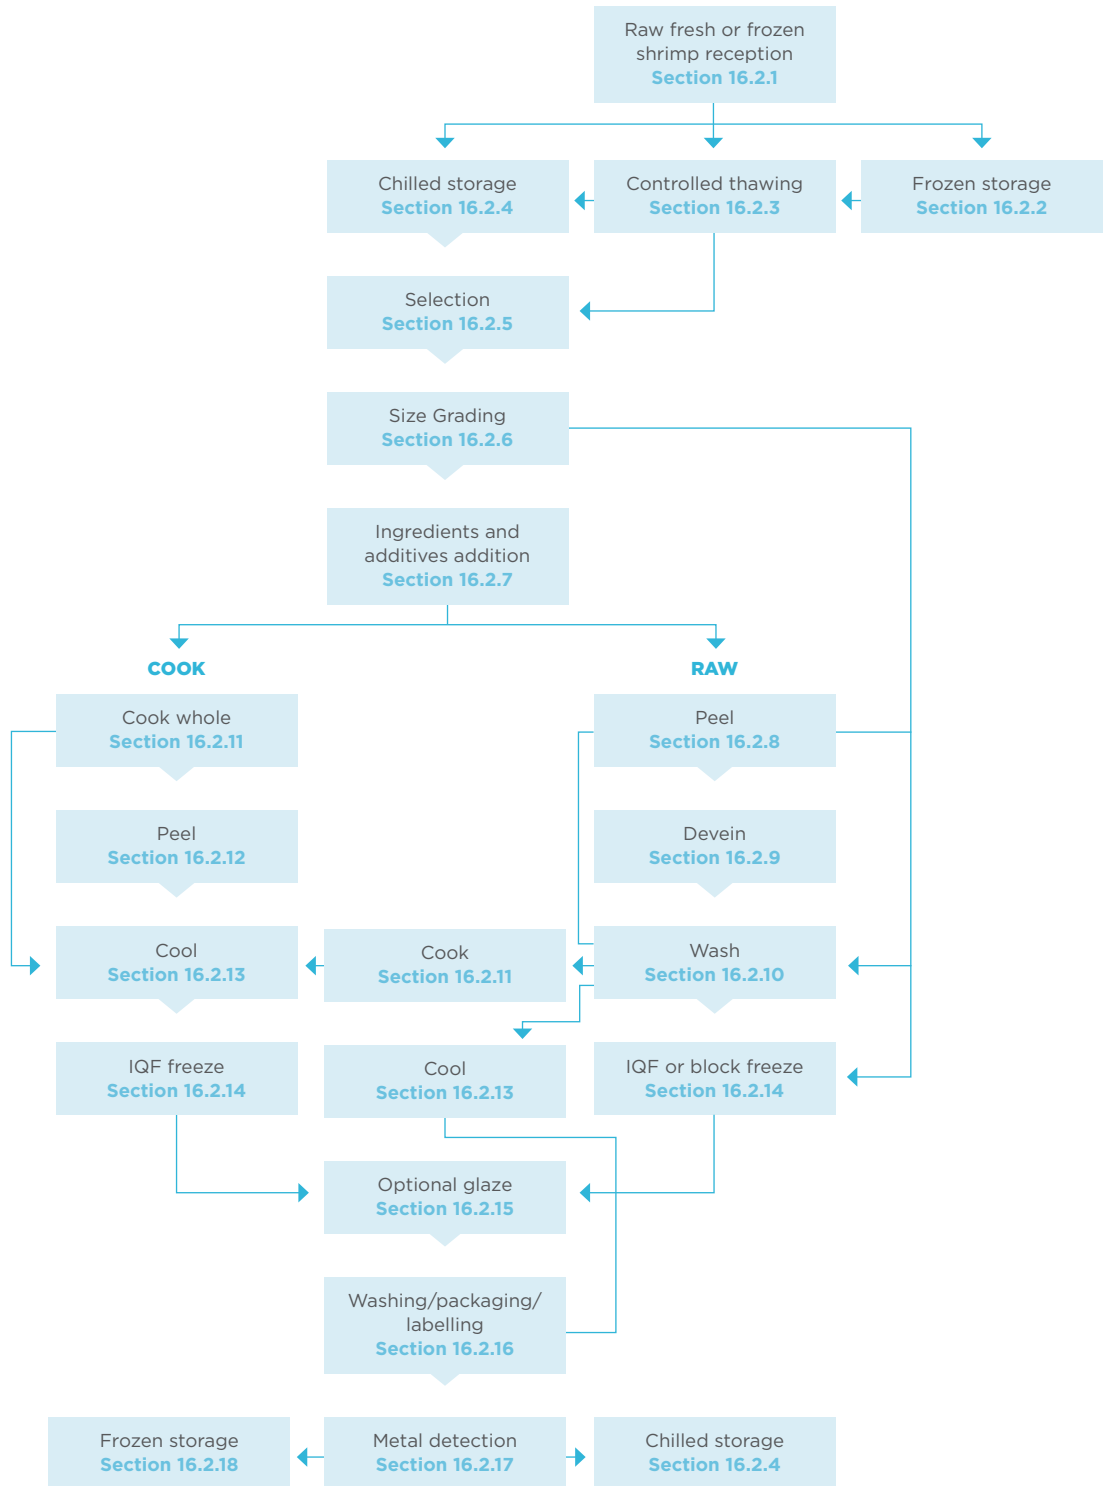 Raw fresh or frozen
shrimp reception
Section 16.2.1
Chilled storage
Section 16.2.4
Controlled thawing
Section 16.2.3
Frozen storage
Section 16.2.2
Selection
Section 16.2.5
Size Grading
Section 16.2.6
Ingredients and
additives addition
Section 16.2.7
COOK
RAW
Cook whole
Section 16.2.11
Peel
Section 16.2.8
Peel
Section 16.2.12
Devein
Section 16.2.9
Cool
Section 16.2.13
Cook
Section 16.2.11
Wash
Section 16.2.10
IQF freeze
Section 16.2.14
Cool
Section 16.2.13
IQF or block freeze
Section 16.2.14
Optional glaze
Section 16.2.15
Washing/packaging/
labelling
Section 16.2.16
Frozen storage
Section 16.2.18
Metal detection
Section 16.2.17
Chilled storage
Section 16.2.4